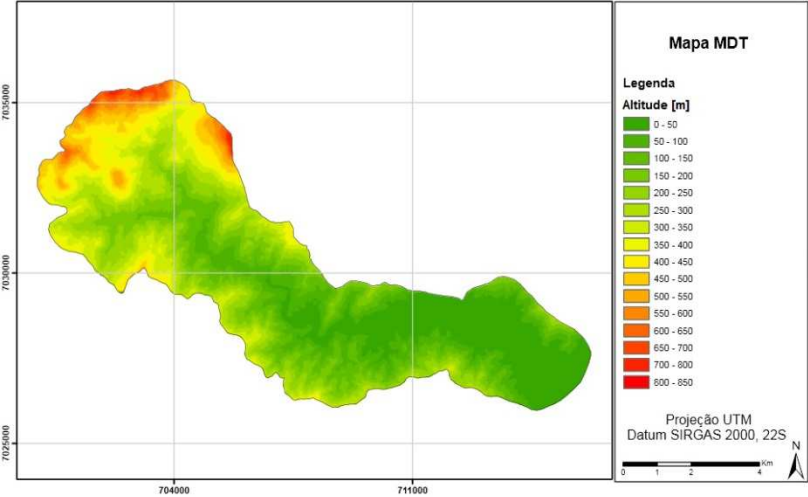 Mapa MDT
Legenda
Altitude [m]
0 - 50
50 - 100
100 - 150
150 - 200
200 - 250
250 - 300
300 - 350
350 - 400
400 - 450
450 - 500
500 - 550
550 - 600
600 - 650
650 - 700
700 - 800
800 - 850
Projeção UTM
Datum SIRGAS 2000, 22S
N
Km
0 1 2 4
7035000
7030000
7025000
704000
711000